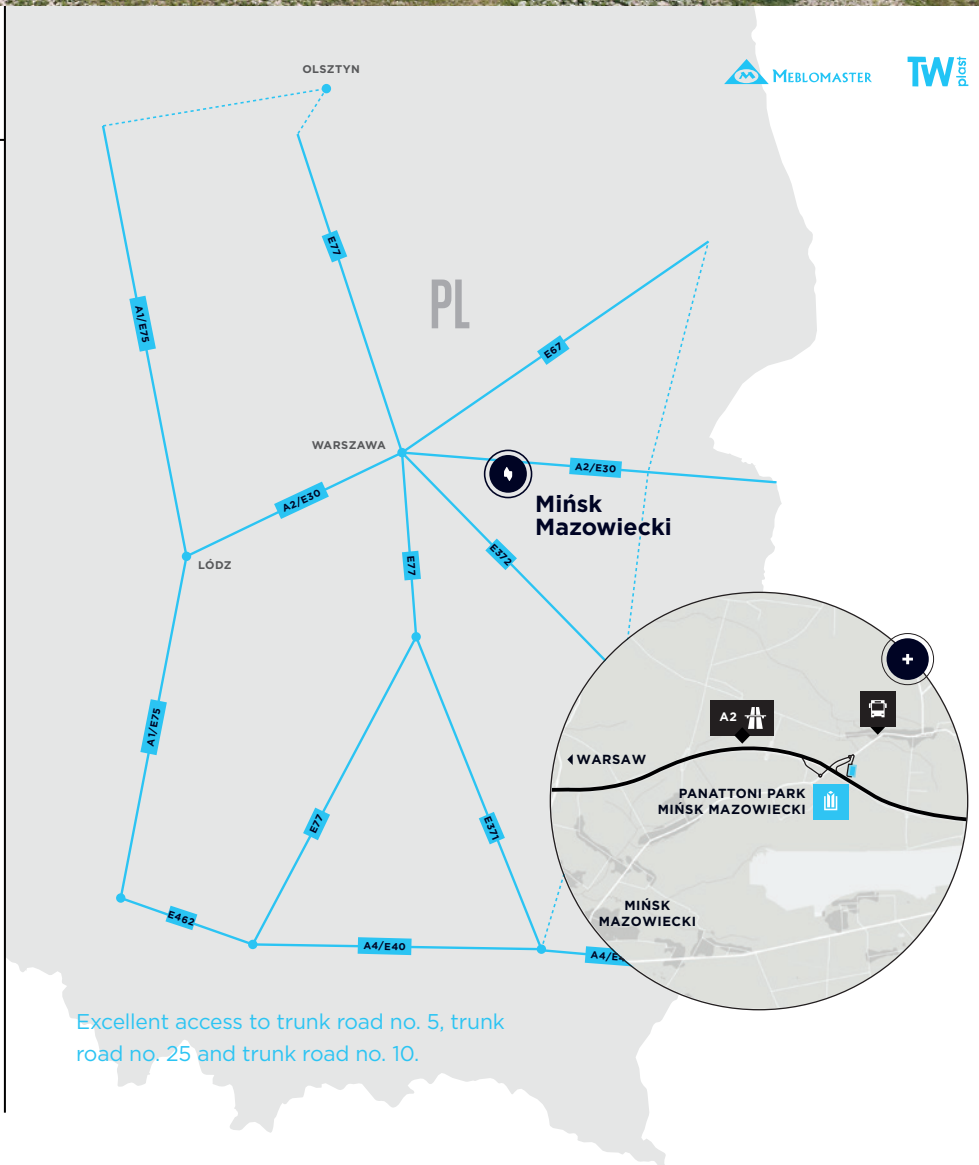 OLSZTYN
MEBLOMASTER
TW plast
E77
PL
A1/E75
E67
WARSZAWA
A2/E30
A2/E30
Mińsk
Mazowiecki
E77
E372
LÓDZ
A2
WARSAW
PANATTONI PARK
MIŃSK MAZOWIECKI
A1/E75
E77
E371
MIŃSK
MAZOWIECKI
E462
A4/E40
A4/E4
Excellent access to trunk road no. 5, trunk
road no. 25 and trunk road no. 10.